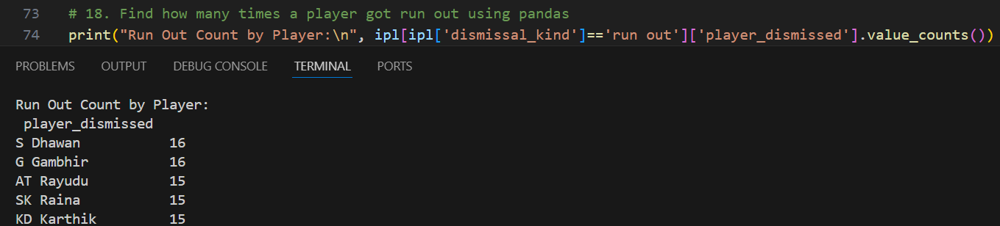 73 # 18. Find how many times a player got run out using pandas
74 print("Run Out Count by Player:\n", ipl[ipl['dismissal_kind']=='run out']['player_dismissed'].value_counts())
PROBLEMS OUTPUT DEBUG CONSOLE TERMINAL PORTS
Run Out Count by Player:
player_dismissed
S Dhawan 16
G Gambhir 16
AT Rayudu 15
SK Raina 15
KD Karthik 15